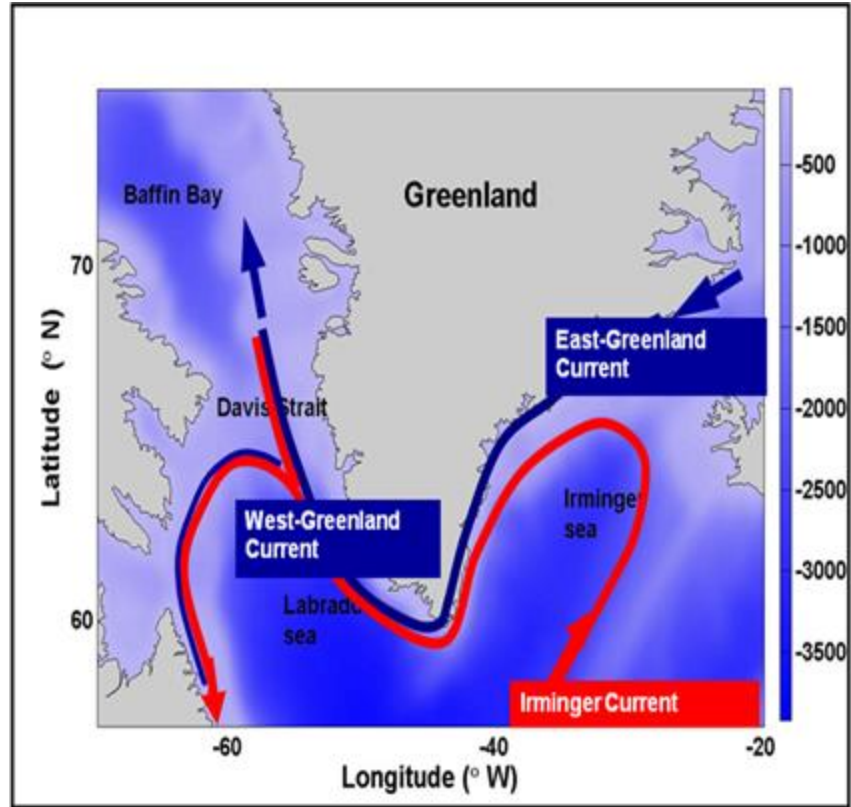 Baffin Bay
Greenland
70
East-Greenland
Current
Davis Strait
Irminger
sea
West-Greenland
Current
60
Labrador
sea
Irminger Current
-60
-40
-20
Longitude (° W)
Latitude (° N)
-500
-1000
-1500
-2000
-2500
-3000
-3500